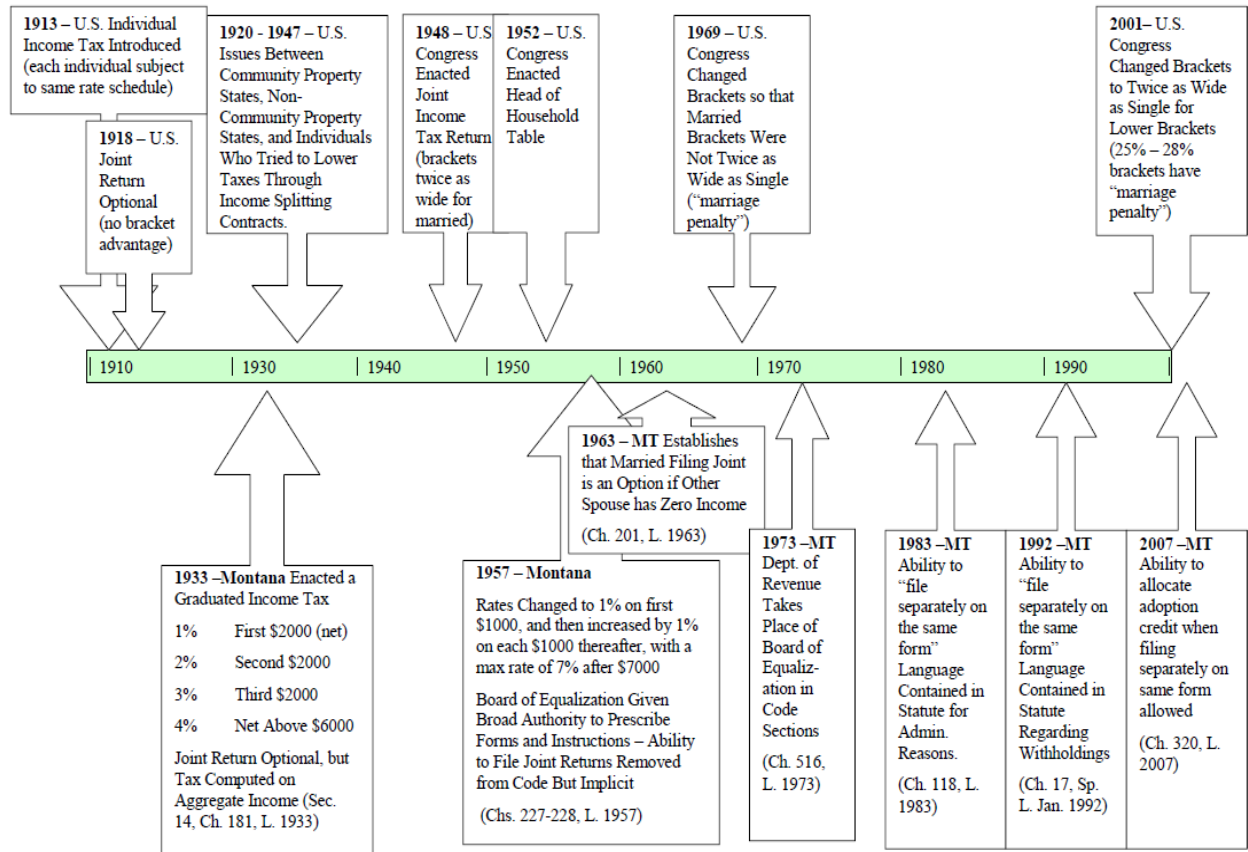 1913 – U.S. Individual
Income Tax Introduced
(each individual subject
to same rate schedule)
1918 – U.S.
Joint
Return
Optional
(no bracket
advantage)
1920 - 1947 – U.S.
Issues Between
Community Property
States, Non-
Community Property
States, and Individuals
Who Tried to Lower
Taxes Through
Income Splitting
Contracts.
1948 – U.S
Congress
Enacted
Joint
Income
Tax Return
(brackets
twice as
wide for
married)
1952 – U.S.
Congress
Enacted
Head of
Household
Table
1969 – U.S.
Congress
Changed
Brackets so that
Married
Brackets Were
Not Twice as
Wide as Single
(“marriage
penalty”)
2001– U.S.
Congress
Changed Brackets
to Twice as Wide
as Single for
Lower Brackets
(25% – 28%
brackets have
“marriage
penalty”)
| 1910 | 1930 | 1940 | 1950 | 1960 | 1970 | 1980 | 1990 |
1933 –Montana Enacted a
Graduated Income Tax
1% First $2000 (net)
2% Second $2000
3% Third $2000
4% Net Above $6000
Joint Return Optional, but
Tax Computed on
Aggregate Income (Sec.
14, Ch. 181, L. 1933)
1957 – Montana
Rates Changed to 1% on first
$1000, and then increased by 1%
on each $1000 thereafter, with a
max rate of 7% after $7000
Board of Equalization Given
Broad Authority to Prescribe
Forms and Instructions – Ability
to File Joint Returns Removed
from Code But Implicit
(Chs. 227-228, L. 1957)
1963 – MT Establishes
that Married Filing Joint
is an Option if Other
Spouse has Zero Income
(Ch. 201, L. 1963)
1973 –MT
Dept. of
Revenue
Takes
Place of
Board of
Equaliz-
ation in
Code
Sections
(Ch. 516,
L. 1973)
1983 –MT
Ability to
“file
separately on
the same
form”
Language
Contained in
Statute for
Admin.
Reasons.
(Ch. 118, L.
1983)
1992 –MT
Ability to
“file
separately on
the same
form”
Language
Contained in
Statute
Regarding
Withholdings
(Ch. 17, Sp.
L. Jan. 1992)
2007 –MT
Ability to
allocate
adoption
credit when
filing
separately on
same form
allowed
(Ch. 320, L.
2007)